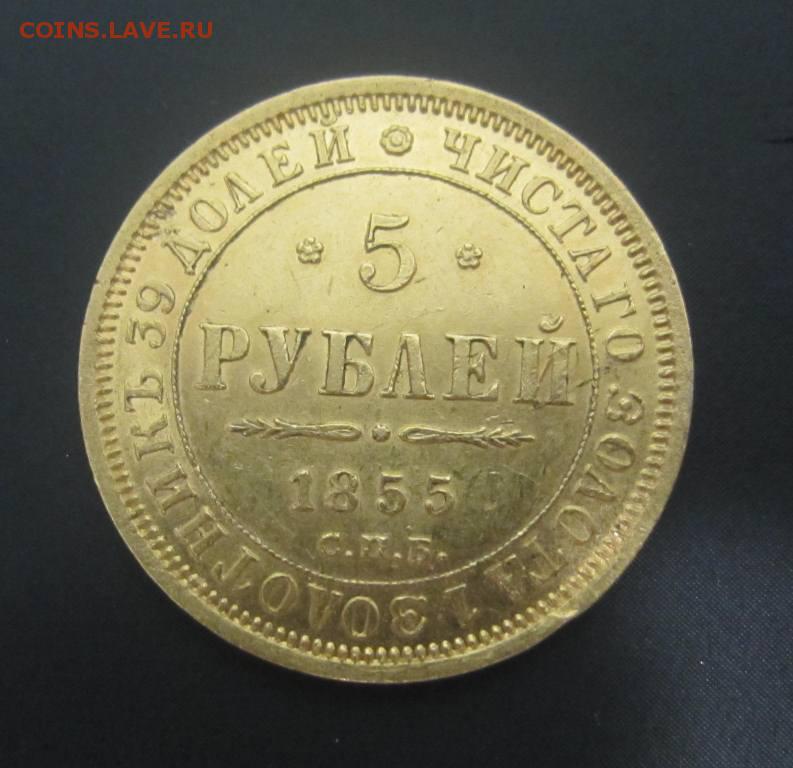 COINS.LAVE.RU
ЧИСТАГО ЗОЛОТА 1 ЗОЛОТНИКЪ 39 ДОЛЕЙ
5
РУБЛЕЙ
1855
С.П.Б.